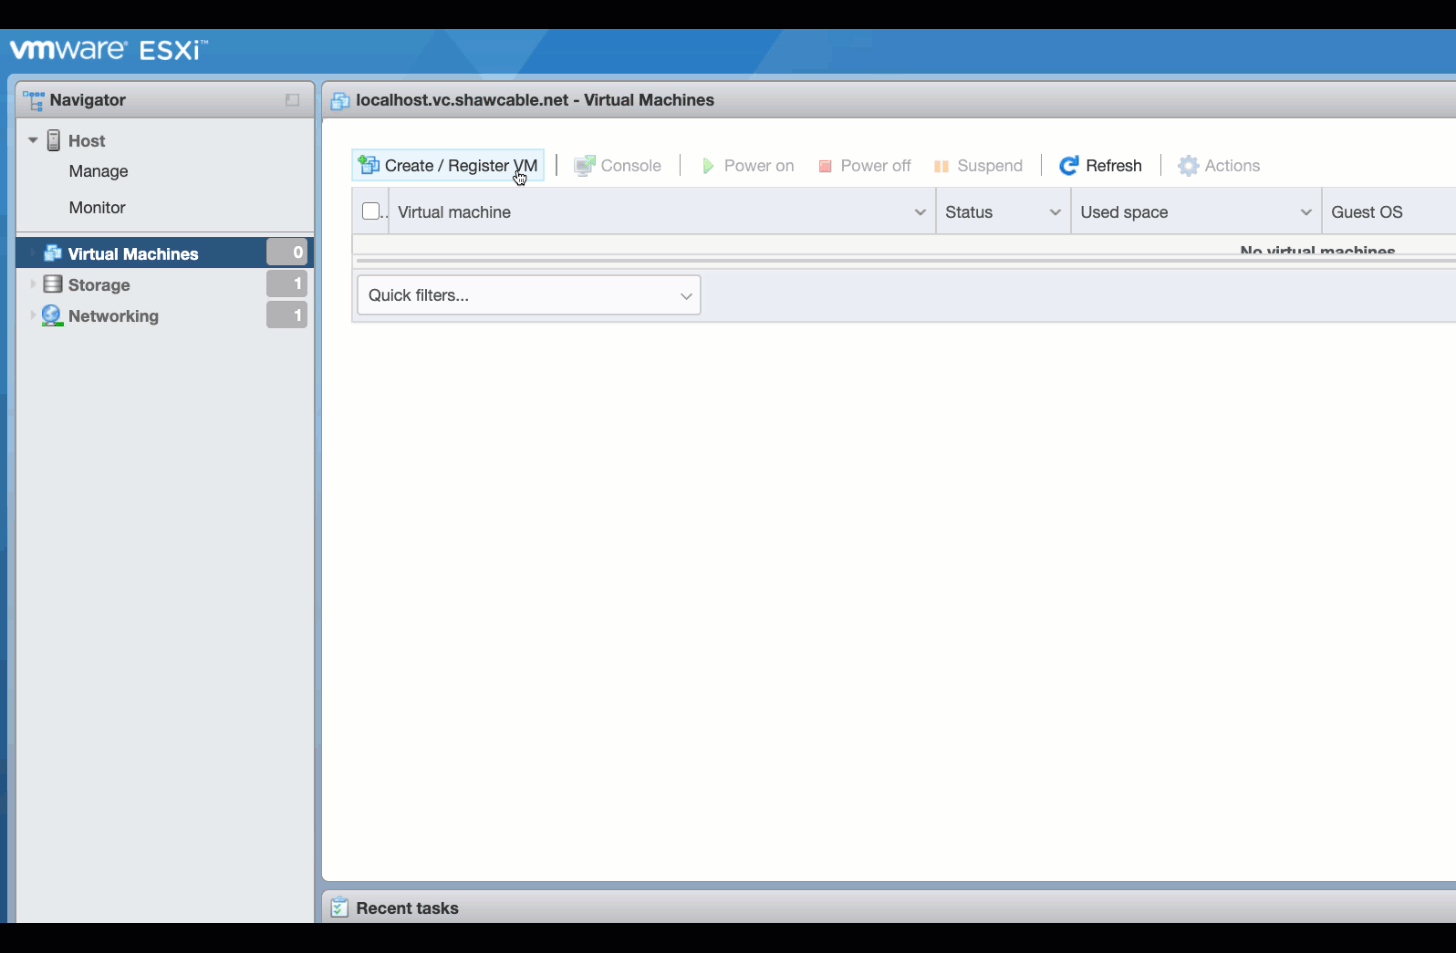 vmware® ESXi™
Navigator
localhost.vc.shawcable.net - Virtual Machines
Host
Manage
Monitor
Virtual Machines 0
Storage 1
Networking 1
Create / Register VM Console Power on Power off Suspend Refresh Actions
.. Virtual machine Status Used space Guest OS
No virtual machines
Quick filters...
Recent tasks